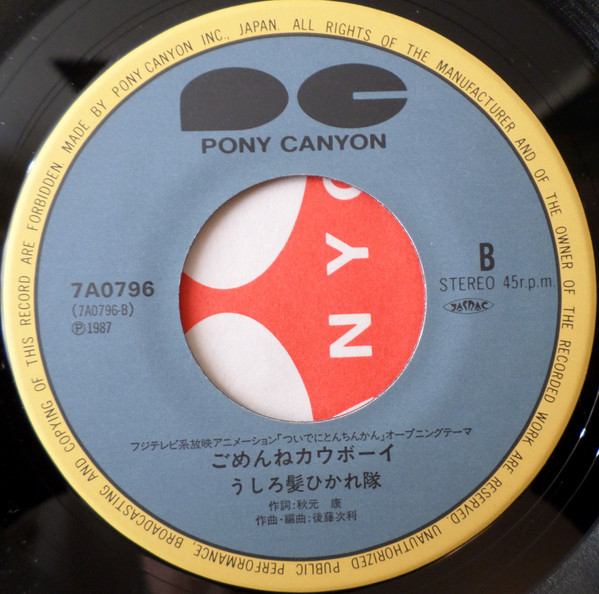 MADE BY PONY CANYON INC., JAPAN. ALL RIGHTS OF THE MANUFACTURER AND OF THE OWNER OF THE RECORDED WORK ARE RESERVED. UNAUTHORIZED PUBLIC PERFORMANCE, BROADCASTING AND COPYING OF THIS RECORD ARE FORBIDDEN.
PC
PONY CANYON
NYC
7A0796
(7A0796-B)
Ⓟ1987
B
STEREO 45r.p.m.
JASRAC
フジテレビ系放映アニメーション「ついでにとんちんかん」オープニングテーマ
ごめんねカウボーイ
うしろ髪ひかれ隊
作詞:秋元 康
作曲・編曲:後藤次利